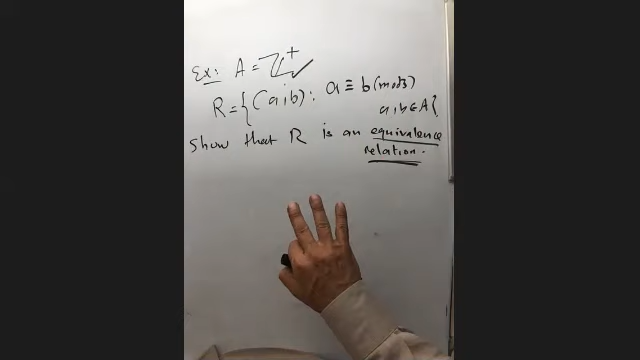 Ex: A = Z⁺ ✓
R = { (a,b): a ≡ b (mod 3)
a,b ∈ A }
Show that R is an equivalence
relation.